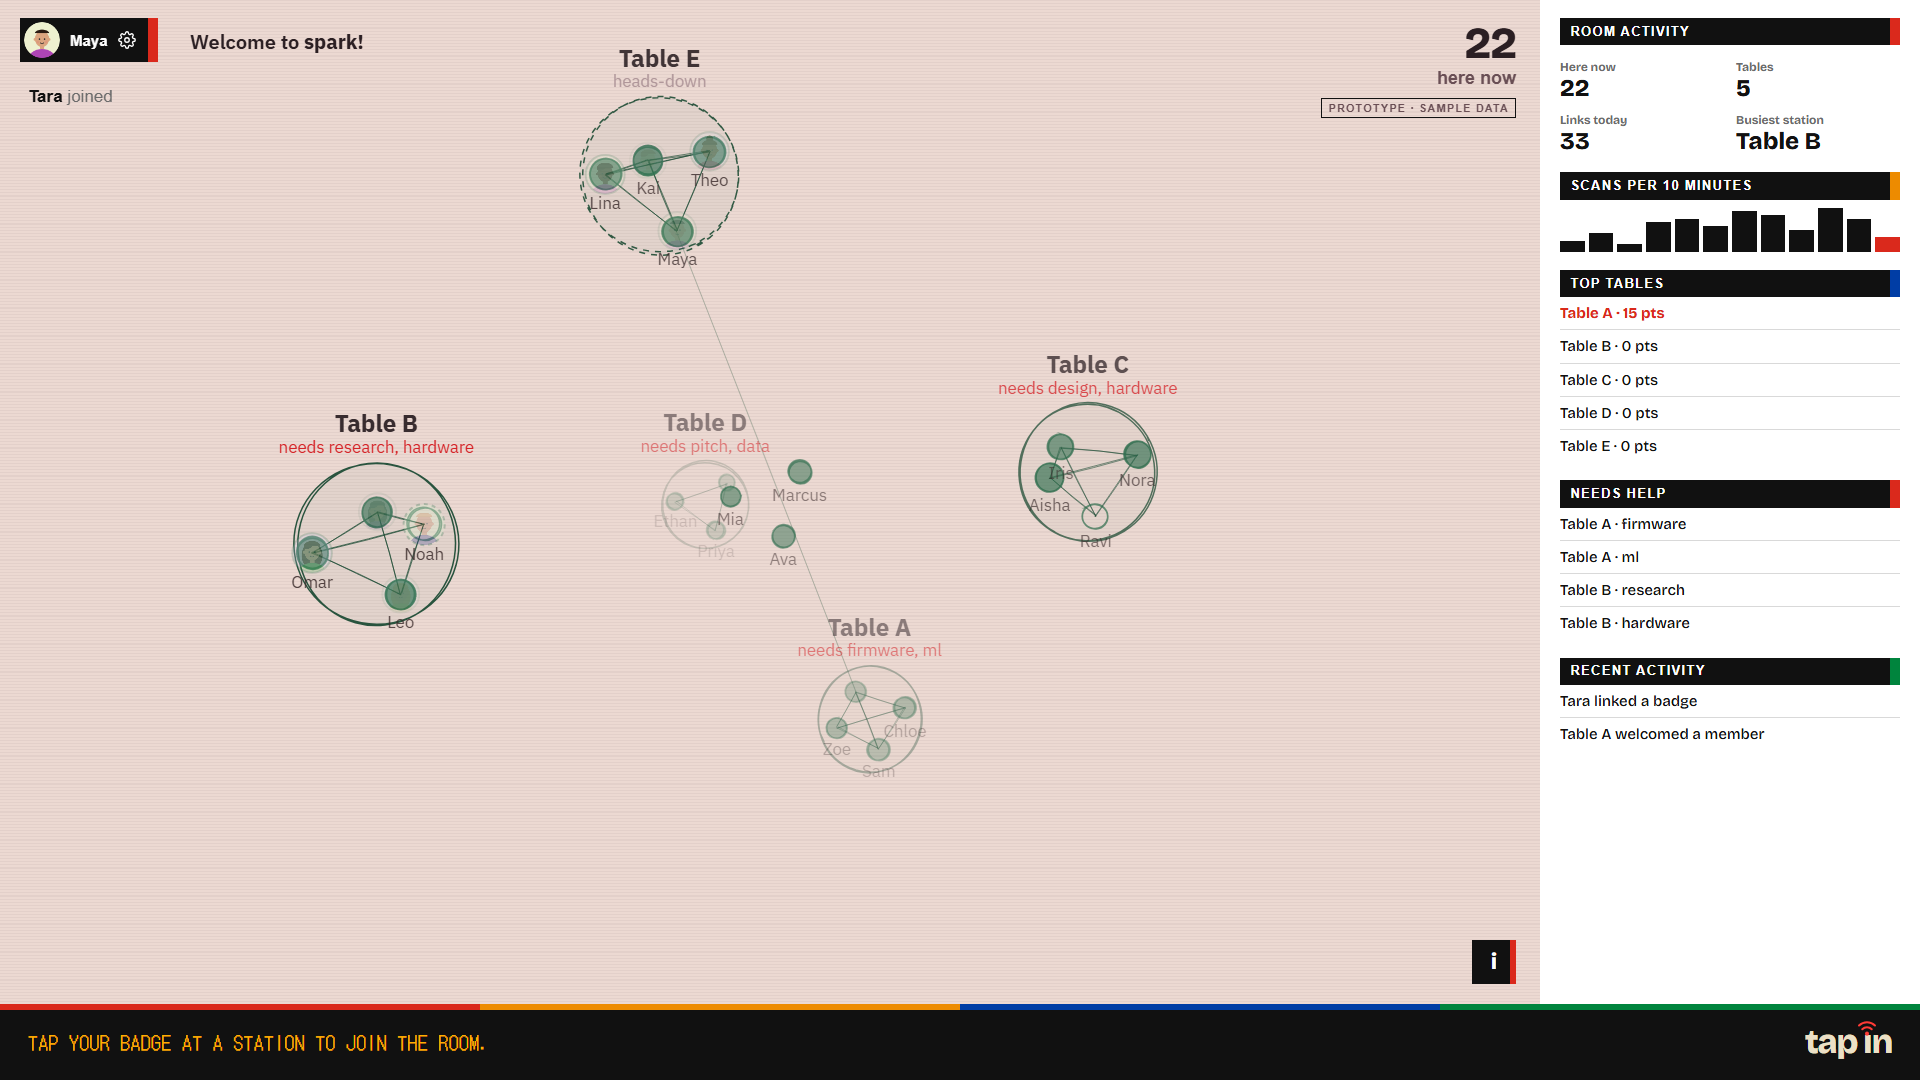 Maya
Welcome to spark!
Tara joined
22
here now
PROTOTYPE · SAMPLE DATA
Table E
heads-down
Kai
Theo
Lina
Maya
Table C
needs design, hardware
Iris
Nora
Aisha
Ravi
Table B
needs research, hardware
Noah
Omar
Leo
Table D
needs pitch, data
Marcus
Ethan
Mia
Priya
Ava
Table A
needs firmware, ml
Chloe
Zoe
Sam
i
ROOM ACTIVITY
Here now
22
Tables
5
Links today
33
Busiest station
Table B
SCANS PER 10 MINUTES
TOP TABLES
Table A · 15 pts
Table B · 0 pts
Table C · 0 pts
Table D · 0 pts
Table E · 0 pts
NEEDS HELP
Table A · firmware
Table A · ml
Table B · research
Table B · hardware
RECENT ACTIVITY
Tara linked a badge
Table A welcomed a member
TAP YOUR BADGE AT A STATION TO JOIN THE ROOM.
tap in